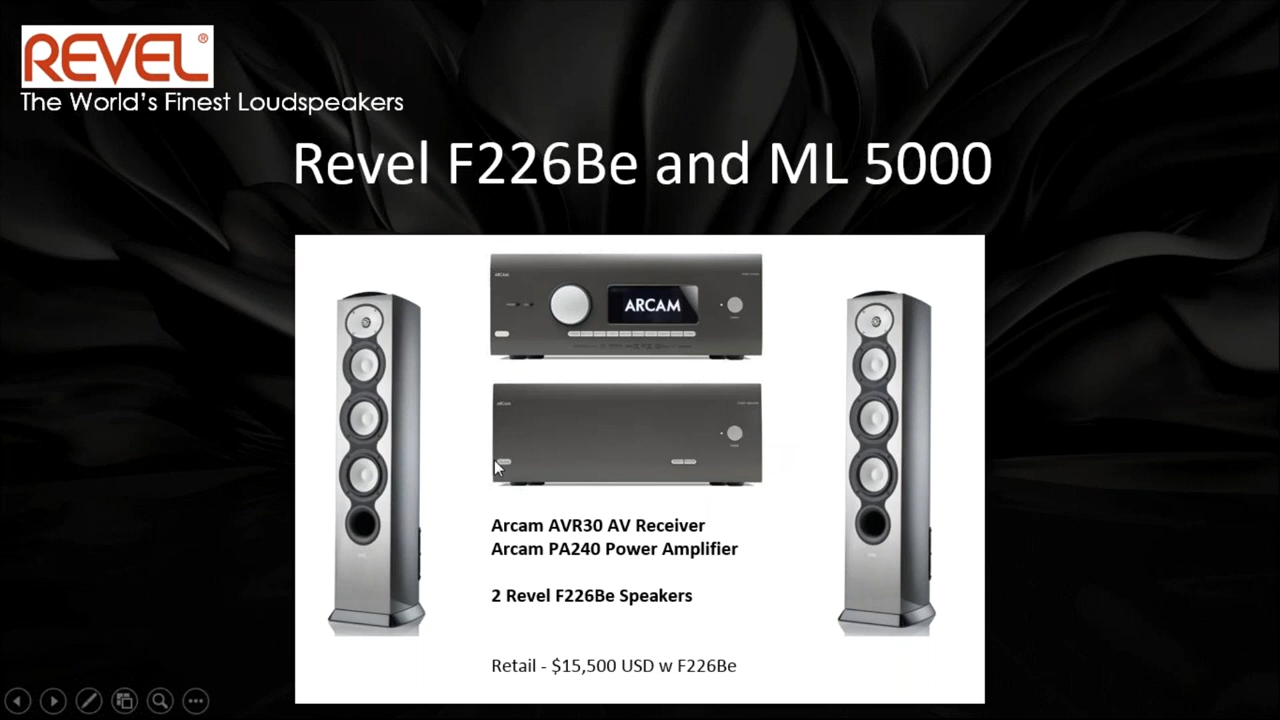 REVEL®
The World's Finest Loudspeakers
Revel F226Be and ML 5000
ARCAM
ARCAM
ARCAM
Arcam AVR30 AV Receiver
Arcam PA240 Power Amplifier
2 Revel F226Be Speakers
Retail - $15,500 USD w F226Be